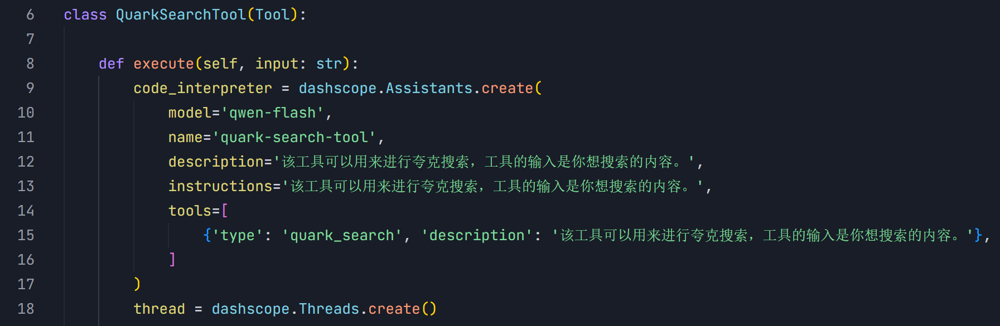 6 class QuarkSearchTool(Tool):
7
8 def execute(self, input: str):
9 code_interpreter = dashscope.Assistants.create(
10 model='qwen-flash',
11 name='quark-search-tool',
12 description='该工具可以用来进行夸克搜索，工具的输入是你想搜索的内容。',
13 instructions='该工具可以用来进行夸克搜索，工具的输入是你想搜索的内容。',
14 tools=[
15 {'type': 'quark_search', 'description': '该工具可以用来进行夸克搜索，工具的输入是你想搜索的内容。'},
16 ]
17 )
18 thread = dashscope.Threads.create()